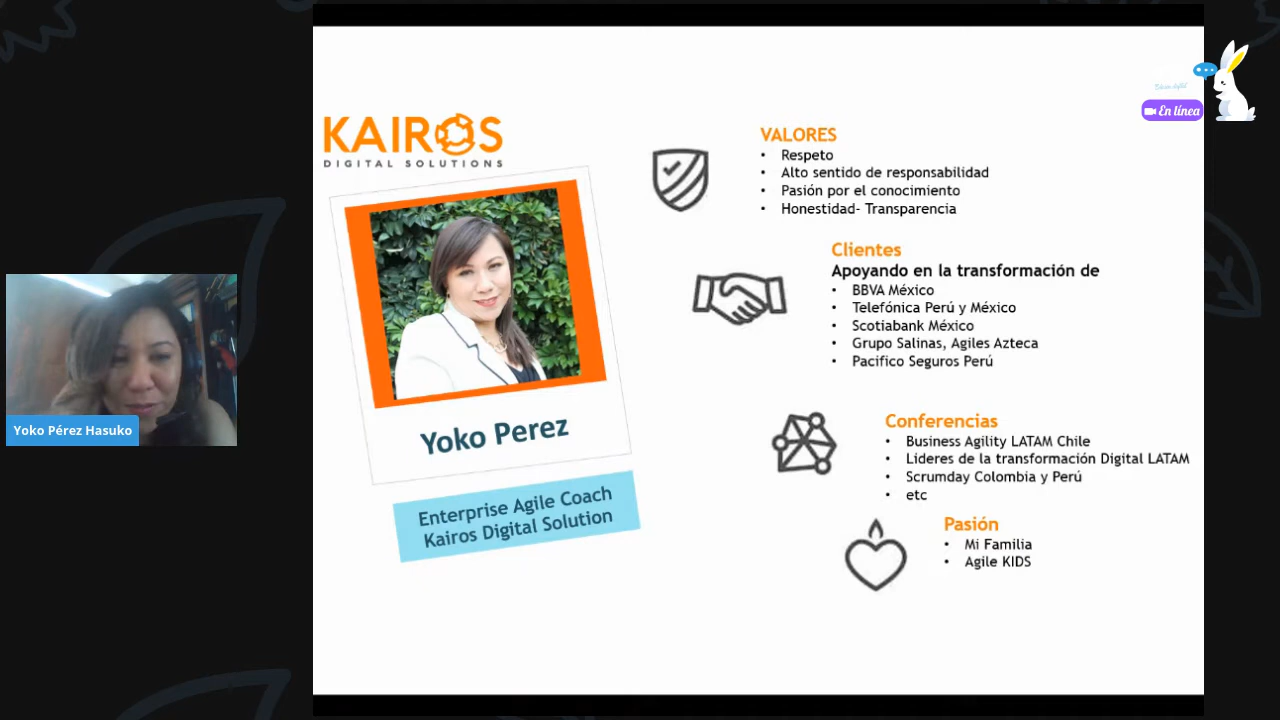 En línea
KAIROS
DIGITAL SOLUTIONS
VALORES
• Respeto
• Alto sentido de responsabilidad
• Pasión por el conocimiento
• Honestidad- Transparencia
Clientes
Apoyando en la transformación de
• BBVA México
• Telefónica Perú y México
• Scotiabank México
• Grupo Salinas, Agiles Azteca
• Pacifico Seguros Perú
Yoko Pérez Hasuko
Yoko Perez
Enterprise Agile Coach
Kairos Digital Solution
Conferencias
• Business Agility LATAM Chile
• Lideres de la transformación Digital LATAM
• Scrumday Colombia y Perú
• etc
Pasión
• Mi Familia
• Agile KIDS